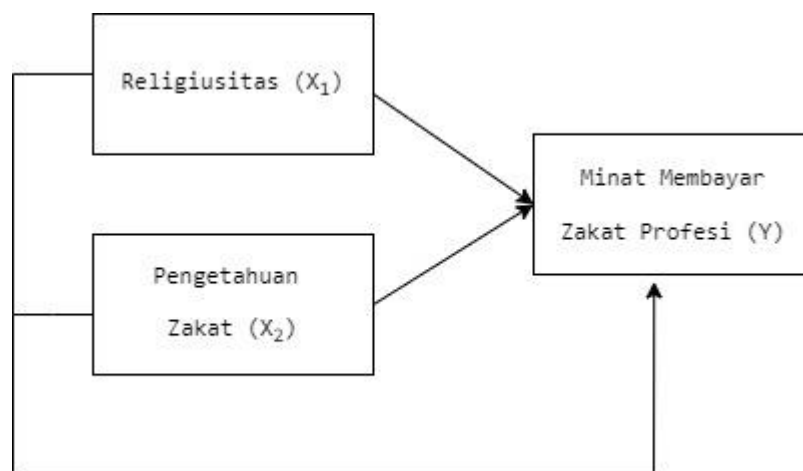 Religiusitas (X₁)
Pengetahuan
Zakat (X₂)
Minat Membayar
Zakat Profesi (Y)